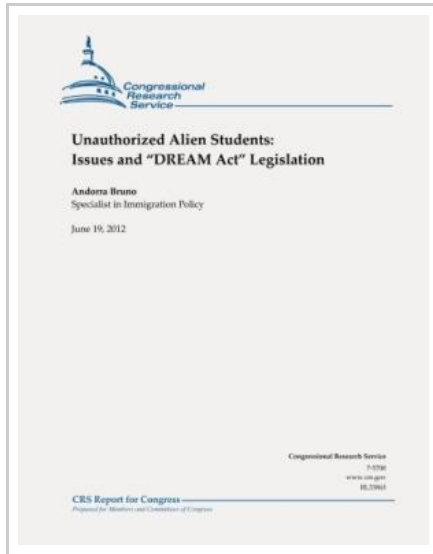 Congressional
Research
Service
Unauthorized Alien Students:
Issues and “DREAM Act” Legislation
Andorra Bruno
Specialist in Immigration Policy
June 19, 2012
Congressional Research Service
7-5700
www.crs.gov
CRS Report for Congress
Prepared for Members and Committees of Congress